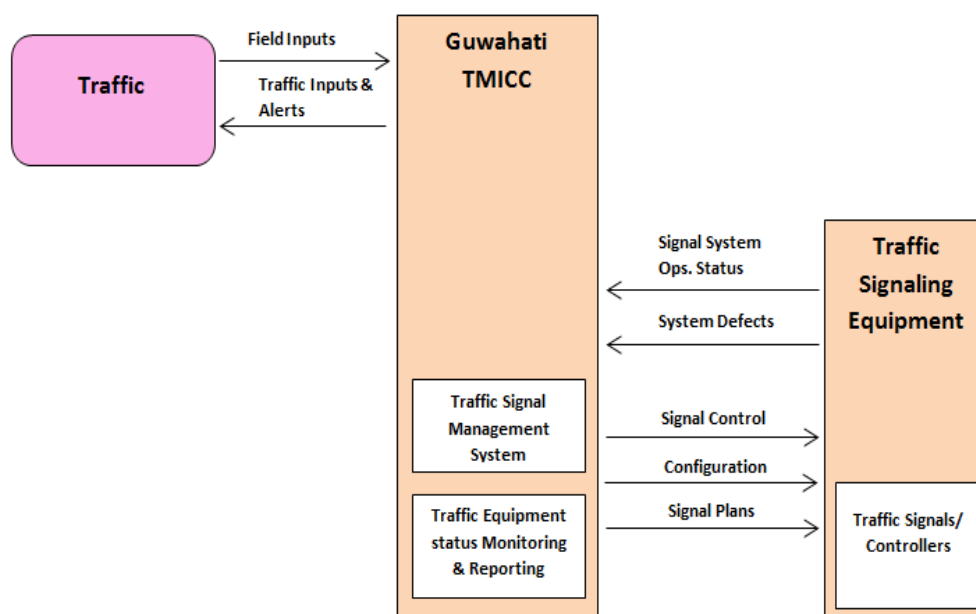 Traffic
Field Inputs
Traffic Inputs &
Alerts
Guwahati
TMICC
Signal System
Ops. Status
System Defects
Traffic
Signaling
Equipment
Traffic Signal
Management
System
Signal Control
Configuration
Signal Plans
Traffic Equipment
status Monitoring
& Reporting
Traffic Signals/
Controllers